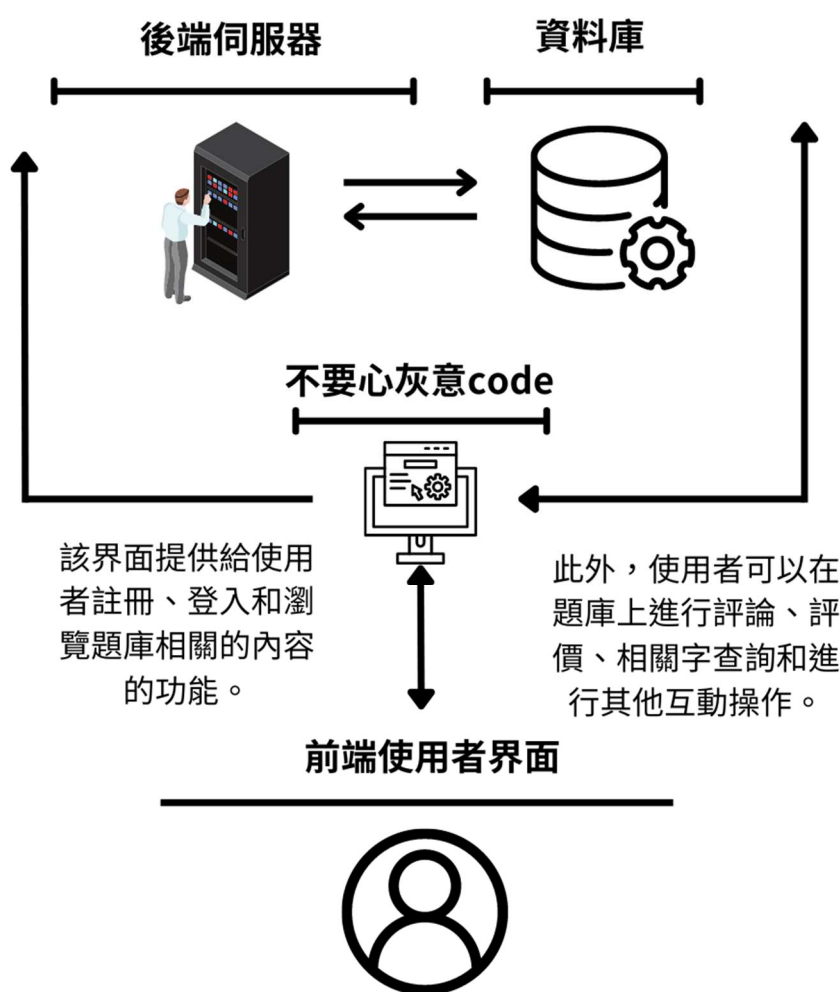 後端伺服器
資料庫
不要心灰意code
該界面提供給使用
者註冊、登入和瀏
覽題庫相關的內容
的功能。
此外，使用者可以在
題庫上進行評論、評
價、相關字查詢和進
行其他互動操作。
前端使用者界面